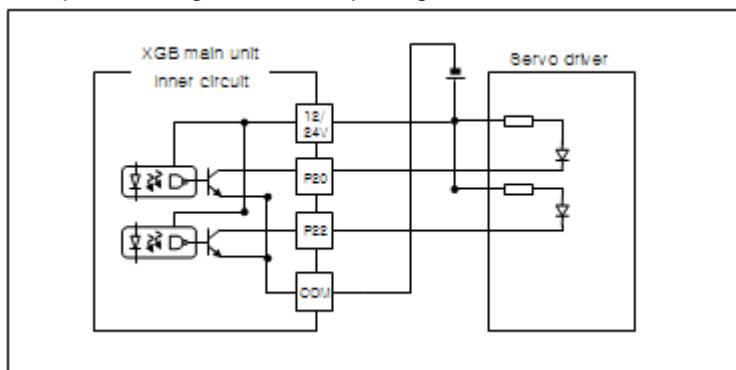 XGB main unit
Inner circuit
Servo driver
12/
24V
P20
P22
COM